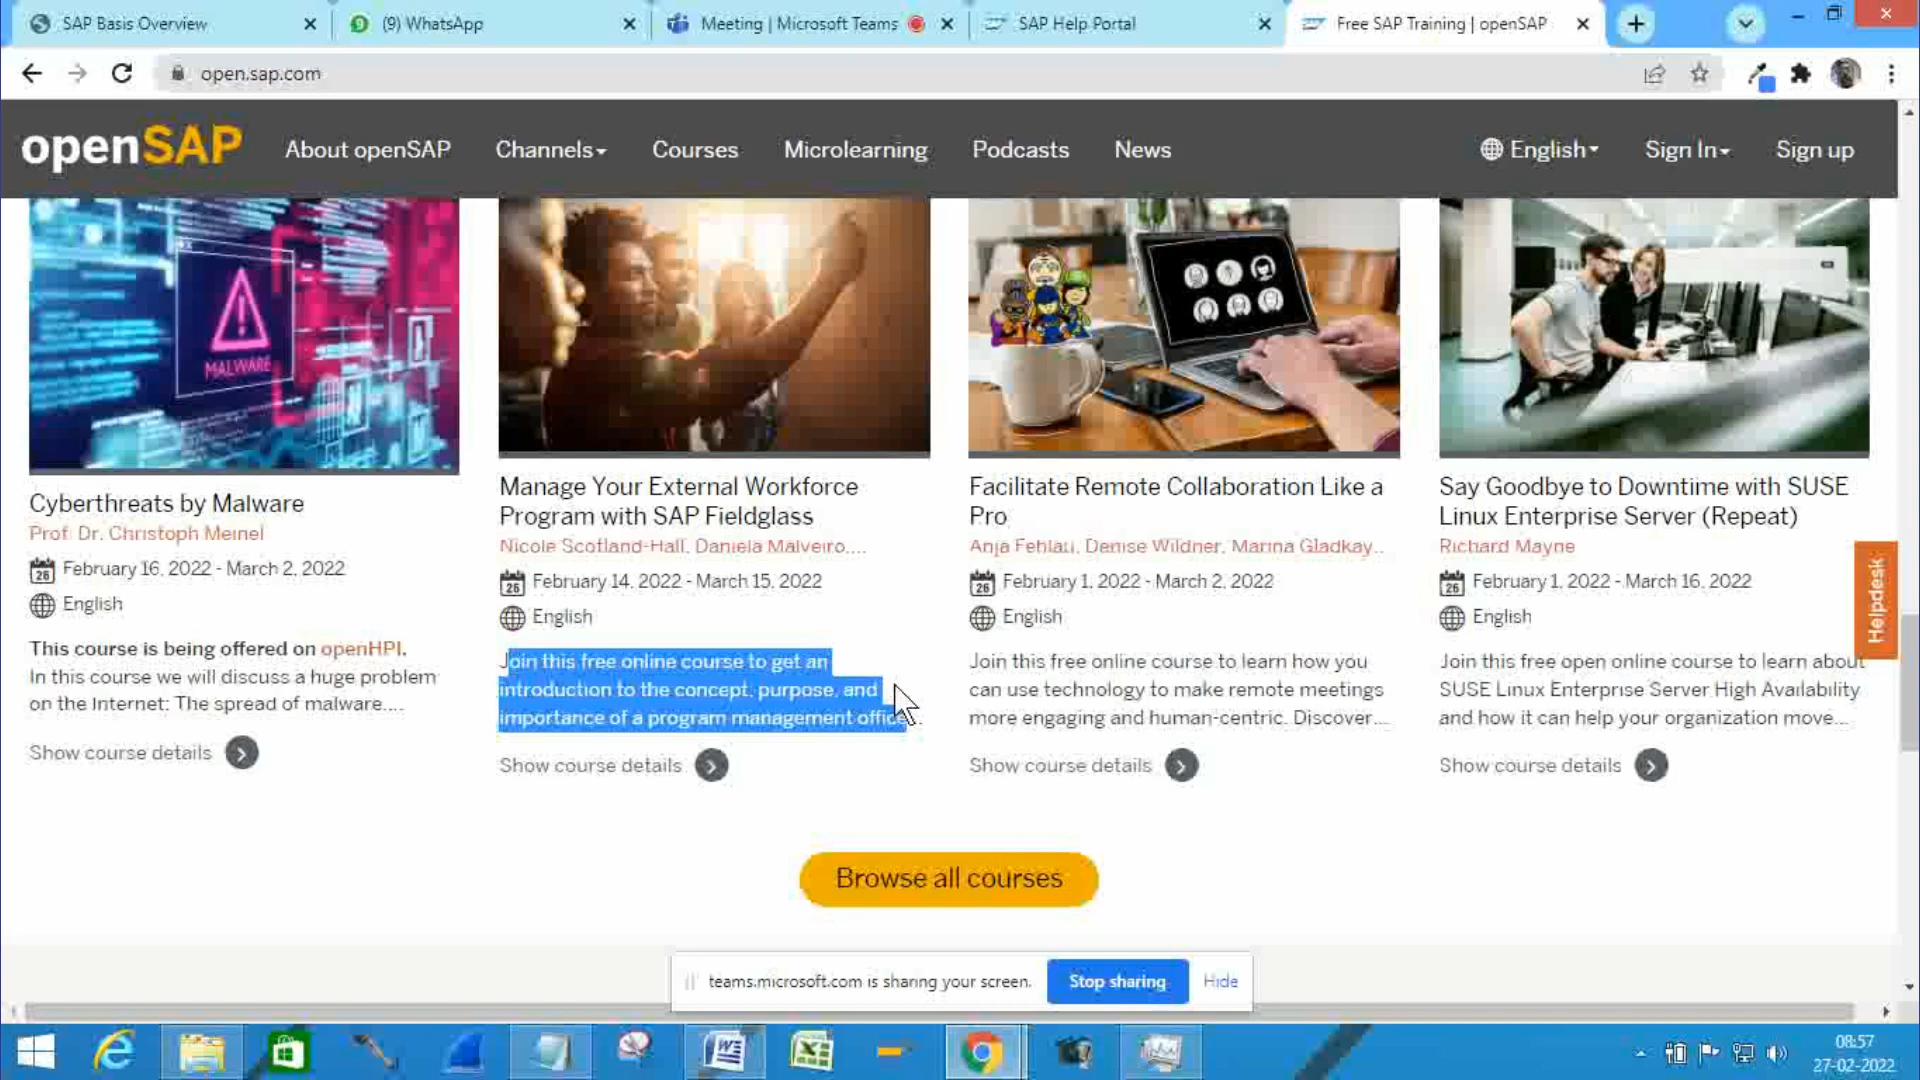 SAP Basis Overview
(9) WhatsApp
Meeting | Microsoft Teams
SAP Help Portal
Free SAP Training | openSAP
open.sap.com
openSAP
About openSAP
Channels
Courses
Microlearning
Podcasts
News
English
Sign In
Sign up
MALWARE
Cyberthreats by Malware
Prof. Dr. Christoph Meinel
February 16, 2022 - March 2, 2022
English
This course is being offered on openHPI.
In this course we will discuss a huge problem
on the Internet: The spread of malware....
Show course details
Manage Your External Workforce
Program with SAP Fieldglass
Nicole Scotland-Hall, Daniela Malveiro,...
February 14, 2022 - March 15, 2022
English
Join this free online course to get an
introduction to the concept, purpose, and
importance of a program management office...
Show course details
Facilitate Remote Collaboration Like a
Pro
Anja Fehlau, Denise Wildner, Marina Gladkay...
February 1, 2022 - March 2, 2022
English
Join this free online course to learn how you
can use technology to make remote meetings
more engaging and human-centric. Discover...
Show course details
Say Goodbye to Downtime with SUSE
Linux Enterprise Server (Repeat)
Richard Mayne
February 1, 2022 - March 16, 2022
English
Join this free open online course to learn about
SUSE Linux Enterprise Server High Availability
and how it can help your organization move...
Show course details
Helpdesk
Browse all courses
teams.microsoft.com is sharing your screen.
Stop sharing
Hide
08:57
27-02-2022